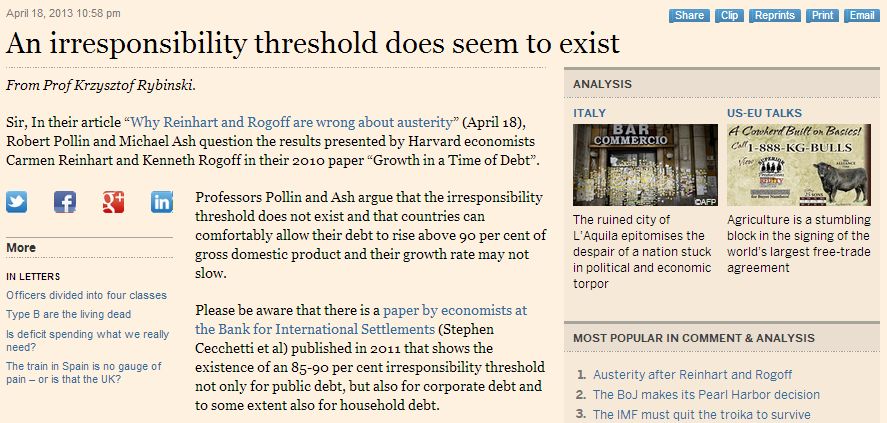 April 18, 2013 10:58 pm
Share Clip Reprints Print Email
An irresponsibility threshold does seem to exist
From Prof Krzysztof Rybinski.
Sir, In their article “Why Reinhart and Rogoff are wrong about austerity” (April 18),
Robert Pollin and Michael Ash question the results presented by Harvard economists
Carmen Reinhart and Kenneth Rogoff in their 2010 paper “Growth in a Time of Debt”.
Professors Pollin and Ash argue that the irresponsibility
threshold does not exist and that countries can
comfortably allow their debt to rise above 90 per cent of
gross domestic product and their growth rate may not
slow.
Please be aware that there is a paper by economists at
the Bank for International Settlements (Stephen
Cecchetti et al) published in 2011 that shows the
existence of an 85-90 per cent irresponsibility threshold
not only for public debt, but also for corporate debt and
to some extent also for household debt.
More
IN LETTERS
Officers divided into four classes
Type B are the living dead
Is deficit spending what we really
need?
The train in Spain is no gauge of
pain – or is that the UK?
ANALYSIS
ITALY
BAR
COMMERCIO
©AFP
The ruined city of
L’Aquila epitomises the
despair of a nation stuck
in political and economic
torpor
US-EU TALKS
A Cowherd Built on Basics!
Call 1-888-KG-BULLS
View
SUPERIOR
Agriculture is a stumbling
block in the signing of the
world’s largest free-trade
agreement
MOST POPULAR IN COMMENT & ANALYSIS
1. Austerity after Reinhart and Rogoff
2. The BoJ makes its Pearl Harbor decision
3. The IMF must quit the troika to survive